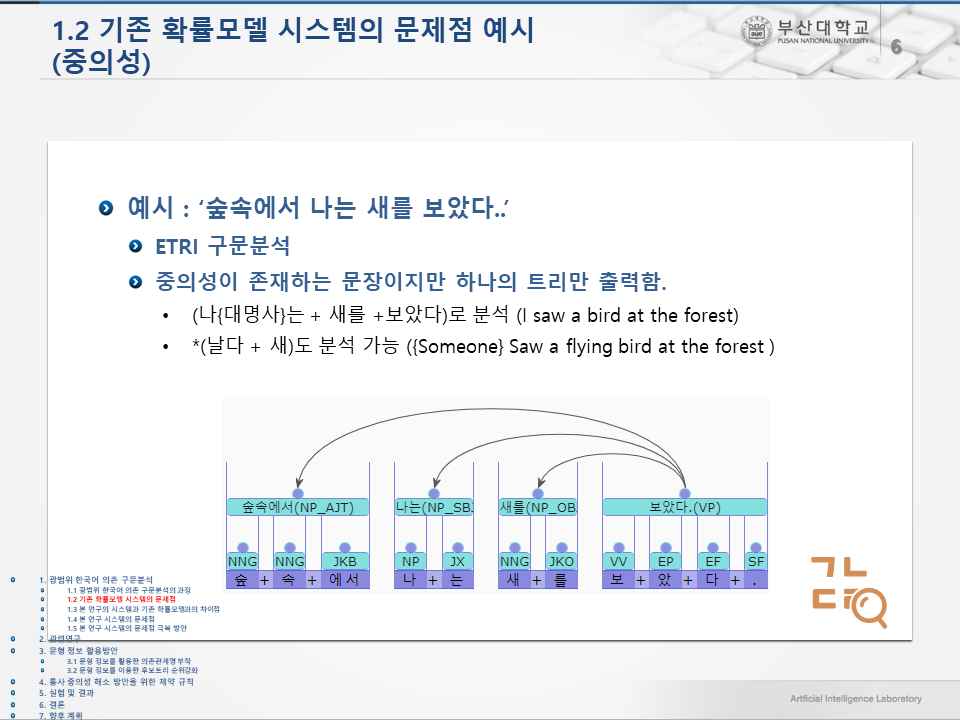 1.2 기존 확률모델 시스템의 문제점 예시
(중의성)
부산대학교
PUSAN NATIONAL UNIVERSITY
6
예시 : ‘숲속에서 나는 새를 보았다..’
ETRI 구문분석
중의성이 존재하는 문장이지만 하나의 트리만 출력함.
• (나{대명사}는 + 새를 +보았다)로 분석 (I saw a bird at the forest)
• *(날다 + 새)도 분석 가능 ({Someone} Saw a flying bird at the forest )
숲속에서(NP_AJT) 나는(NP_SB. 새를(NP_OB. 보았다.(VP)
NNG NNG JKB NP JX NNG JKO VV EP EF SF
숲 + 속 + 에서 나 + 는 새 + 를 보 + 았 + 다 + .
1. 광범위 한국어 의존 구문분석
1.1 광범위 한국어 의존 구문분석의 과정
1.2 기존 확률모델 시스템의 문제점
1.3 본 연구의 시스템과 기존 확률모델과의 차이점
1.4 본 연구 시스템의 문제점
1.5 본 연구 시스템의 문제점 극복 방안
2. 관련연구
3. 문형 정보 활용방안
3.1 문형 정보를 활용한 의존관계명 부착
3.2 문형 정보를 이용한 후보트리 순위강화
4. 통사 중의성 해소 방안을 위한 제약 규칙
5. 실험 및 결과
6. 결론
7. 향후 계획
Artficial Intelligence Laboratory